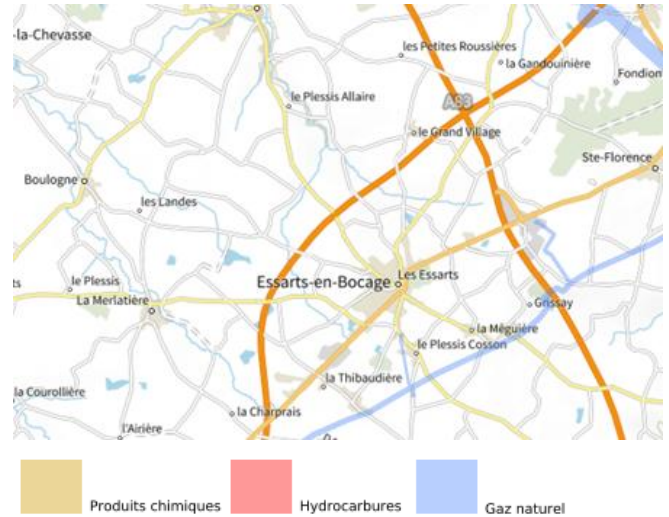 -la-Chevasse
les Petites Roussières
la Gandouinière
Fondion
le Plessis Allaire
A83
le Grand Village
Ste-Florence
Boulogne
les Landes
Essarts-en-Bocage
Les Essarts
ts
le Plessis
La Merlatière
Grissay
la Méguière
le Plessis Cosson
la Thibaudière
la Courollière
la Charprais
l'Airière
Produits chimiques
Hydrocarbures
Gaz naturel